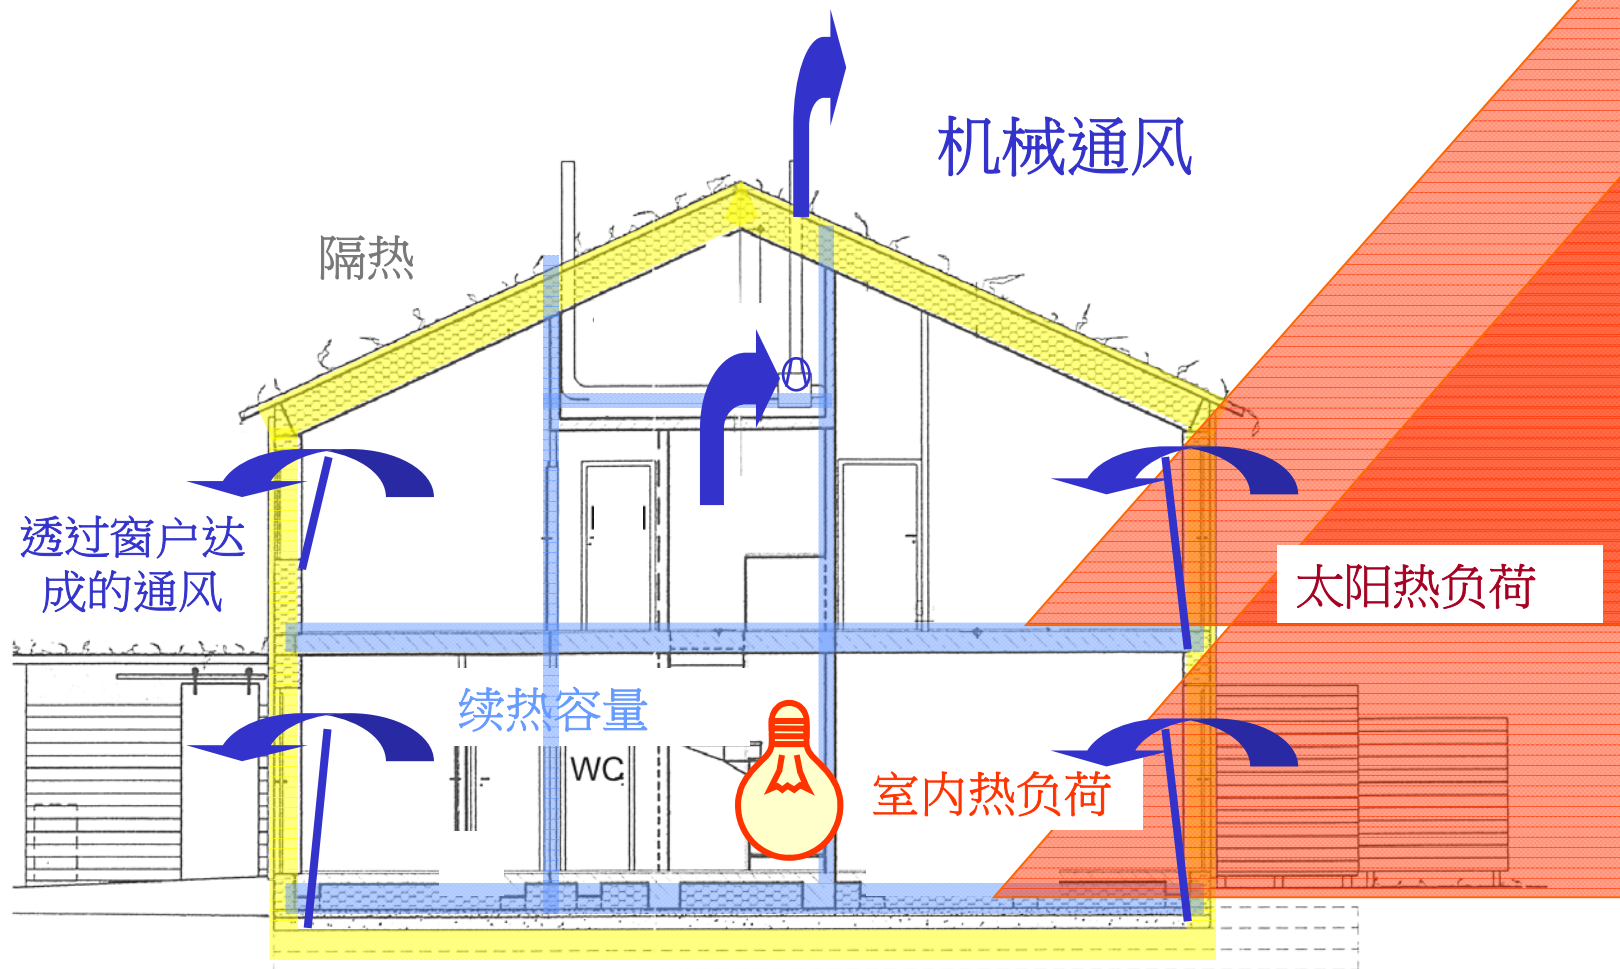 机械通风
隔热
透过窗户达
成的通风
太阳热负荷
续热容量
WC
室内热负荷